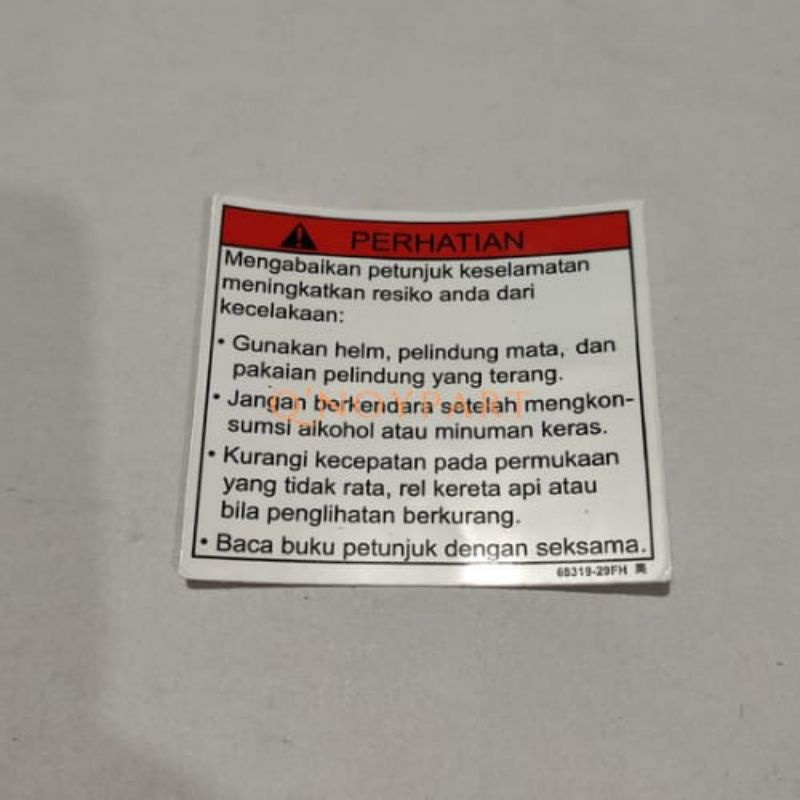 PERHATIAN
Mengabaikan petunjuk keselamatan
meningkatkan resiko anda dari
kecelakaan:
• Gunakan helm, pelindung mata, dan
pakaian pelindung yang terang.
• Jangan berkendara setelah mengkon-
sumsi alkohol atau minuman keras.
• Kurangi kecepatan pada permukaan
yang tidak rata, rel kereta api atau
bila penglihatan berkurang.
• Baca buku petunjuk dengan seksama.
68319-29FH
Q'NOYPART